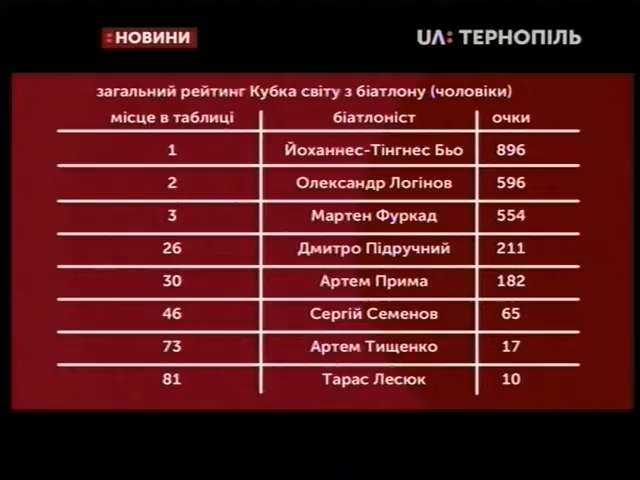 :НОВИНИ
UA: ТЕРНОПІЛЬ
загальний рейтинг Кубка світу з біатлону (чоловіки)
місце в таблиці біатлоніст очки
1 Йоханнес-Тінгнес Бьо 896
2 Олександр Логінов 596
3 Мартен Фуркад 554
26 Дмитро Підручний 211
30 Артем Прима 182
46 Сергій Семенов 65
73 Артем Тищенко 17
81 Тарас Лесюк 10